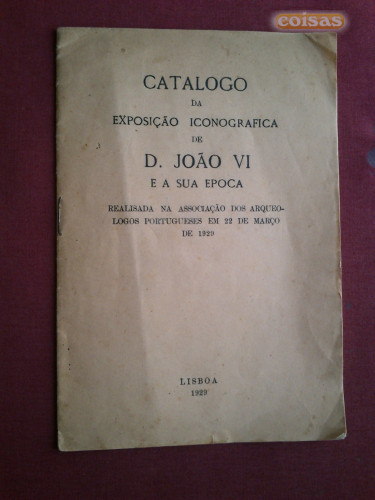 coisas
CATALOGO
DA
EXPOSIÇÃO ICONOGRAFICA
DE
D. JOÃO VI
E A SUA EPOCA
REALISADA NA ASSOCIAÇÃO DOS ARQUEO-
LOGOS PORTUGUESES EM 22 DE MARÇO
DE 1929
LISBOA
1929